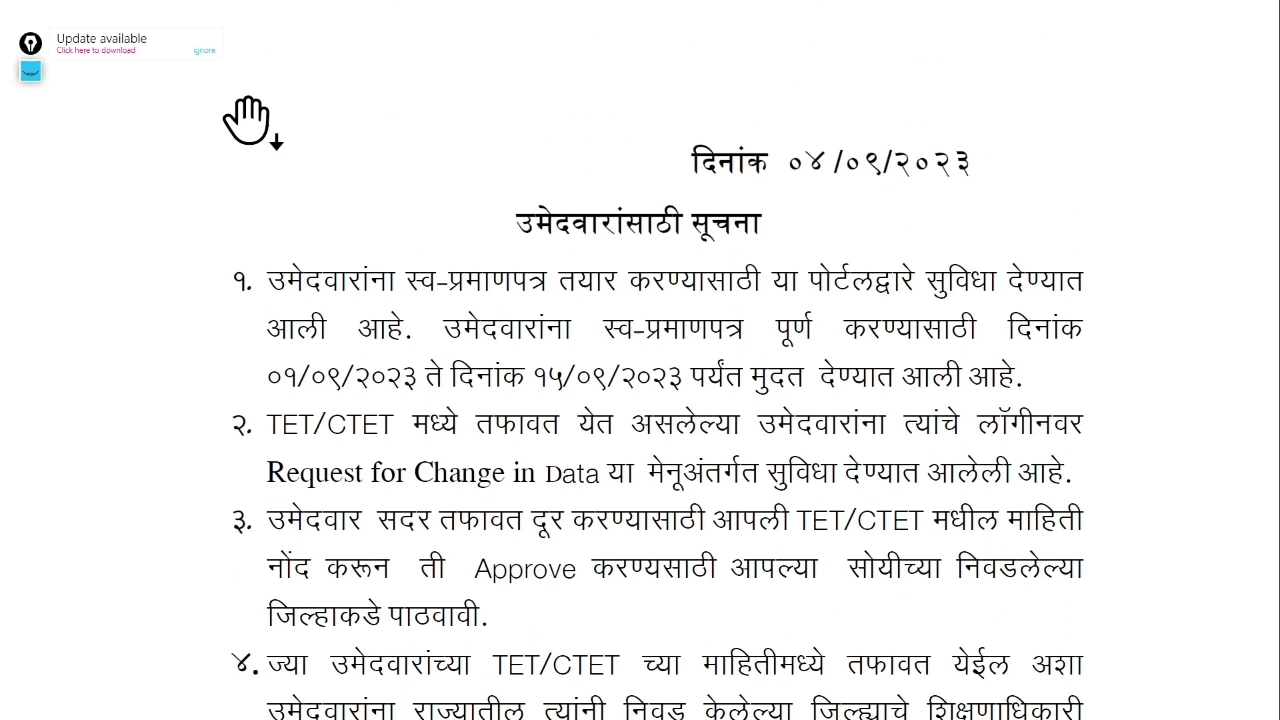 Update available
Click here to download ignore
दिनांक ०४/०९/२०२३
उमेदवारांसाठी सूचना
१. उमेदवारांना स्व-प्रमाणपत्र तयार करण्यासाठी या पोर्टलद्वारे सुविधा देण्यात
आली आहे. उमेदवारांना स्व-प्रमाणपत्र पूर्ण करण्यासाठी दिनांक
०१/०९/२०२३ ते दिनांक १५/०९/२०२३ पर्यंत मुदत देण्यात आली आहे.
२. TET/CTET मध्ये तफावत येत असलेल्या उमेदवारांना त्यांचे लॉगीनवर
Request for Change in Data या मेनूअंतर्गत सुविधा देण्यात आलेली आहे.
३. उमेदवार सदर तफावत दूर करण्यासाठी आपली TET/CTET मधील माहिती
नोंद करून ती Approve करण्यसाठी आपल्या सोयीच्या निवडलेल्या
जिल्हाकडे पाठवावी.
४. ज्या उमेदवारांच्या TET/CTET च्या माहितीमध्ये तफावत येईल अशा
उमेदवारांना राज्यातील त्यांनी निवड केलेल्या जिल्ह्याचे शिक्षणाधिकारी